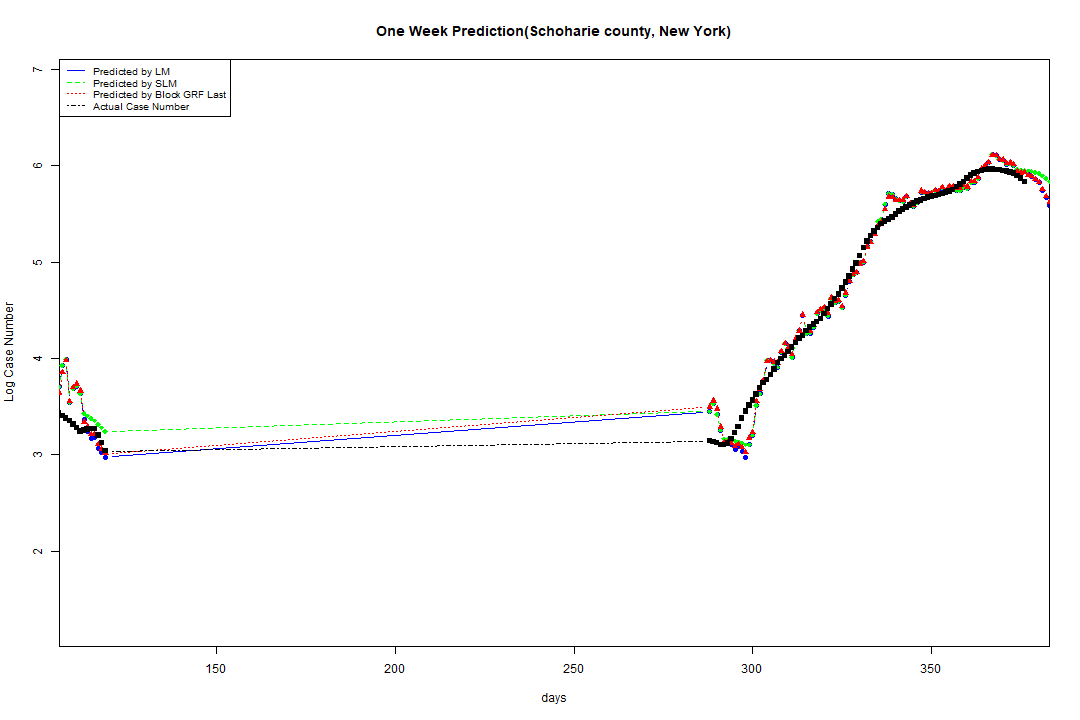 One Week Prediction(Schoharie county, New York)
Predicted by LM
Predicted by SLM
Predicted by Block GRF Last
Actual Case Number
7
6
5
4
3
2
Log Case Number
150 200 250 300 350
days